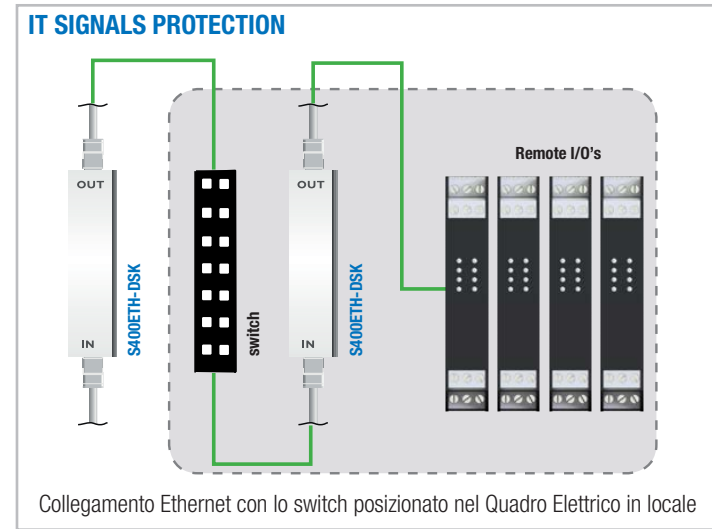 IT SIGNALS PROTECTION
Remote I/O's
OUT
IN
S400ETH-DSK
switch
OUT
IN
S400ETH-DSK
Collegamento Ethernet con lo switch posizionato nel Quadro Elettrico in locale